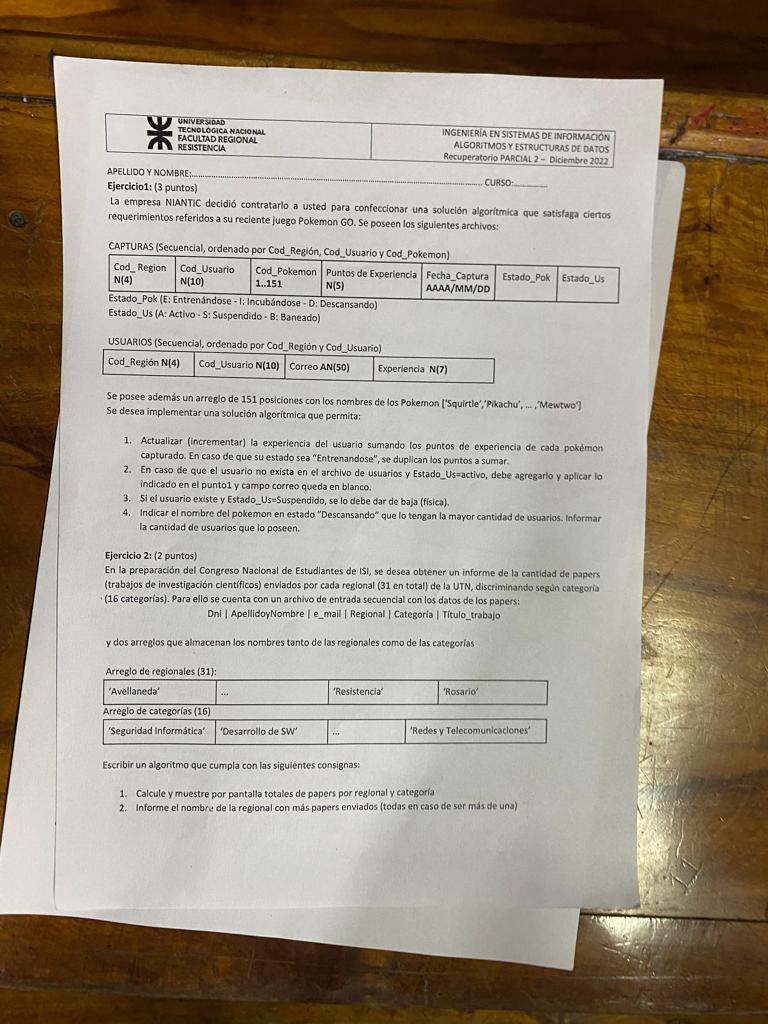 UNIVERSIDAD
TECNOLÓGICA NACIONAL
FACULTAD REGIONAL
RESISTENCIA
INGENIERÍA EN SISTEMAS DE INFORMACIÓN
ALGORITMOS Y ESTRUCTURAS DE DATOS
Recuperatorio PARCIAL 2 – Diciembre 2022
APELLIDO Y NOMBRE:............................................................ CURSO:..............
Ejercicio1: (3 puntos)
La empresa NIANTIC decidió contratarlo a usted para confeccionar una solución algorítmica que satisfaga ciertos
requerimientos referidos a su reciente juego Pokemon GO. Se poseen los siguientes archivos:
CAPTURAS (Secuencial, ordenado por Cod_Región, Cod_Usuario y Cod_Pokemon)
Cod_ Region N(4) | Cod_Usuario N(10) | Cod_Pokemon 1..151 | Puntos de Experiencia N(5) | Fecha_Captura AAAA/MM/DD | Estado_Pok | Estado_Us
Estado_Pok (E: Entrenándose - I: Incubándose - D: Descansando)
Estado_Us (A: Activo - S: Suspendido - B: Baneado)
USUARIOS (Secuencial, ordenado por Cod_Región y Cod_Usuario)
Cod_Región N(4) | Cod_Usuario N(10) | Correo AN(50) | Experiencia N(7)
Se posee además un arreglo de 151 posiciones con los nombres de los Pokemon ['Squirtle','Pikachu', ... ,'Mewtwo']
Se desea implementar una solución algorítmica que permita:
1. Actualizar (incrementar) la experiencia del usuario sumando los puntos de experiencia de cada pokémon
capturado. En caso de que su estado sea "Entrenandose", se duplican los puntos a sumar.
2. En caso de que el usuario no exista en el archivo de usuarios y Estado_Us=activo, debe agregarlo y aplicar lo
indicado en el punto1 y campo correo queda en blanco.
3. Si el usuario existe y Estado_Us=Suspendido, se lo debe dar de baja (física).
4. Indicar el nombre del pokemon en estado "Descansando" que lo tengan la mayor cantidad de usuarios. Informar
la cantidad de usuarios que lo poseen.
Ejercicio 2: (2 puntos)
En la preparación del Congreso Nacional de Estudiantes de ISI, se desea obtener un informe de la cantidad de papers
(trabajos de investigación científicos) enviados por cada regional (31 en total) de la UTN, discriminando según categoría
(16 categorías). Para ello se cuenta con un archivo de entrada secuencial con los datos de los papers:
Dni | ApellidoyNombre | e_mail | Regional | Categoría | Título_trabajo
y dos arreglos que almacenan los nombres tanto de las regionales como de las categorías
Arreglo de regionales (31):
'Avellaneda' | ... | 'Resistencia' | 'Rosario'
Arreglo de categorías (16)
'Seguridad Informática' | 'Desarrollo de SW' | ... | 'Redes y Telecomunicaciones'
Escribir un algoritmo que cumpla con las siguientes consignas:
1. Calcule y muestre por pantalla totales de papers por regional y categoría
2. Informe el nombre de la regional con más papers enviados (todas en caso de ser más de una)